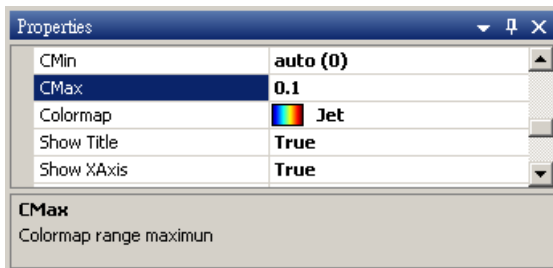 Properties
CMin auto (0)
CMax 0.1
Colormap Jet
Show Title True
Show XAxis True
CMax
Colormap range maximun